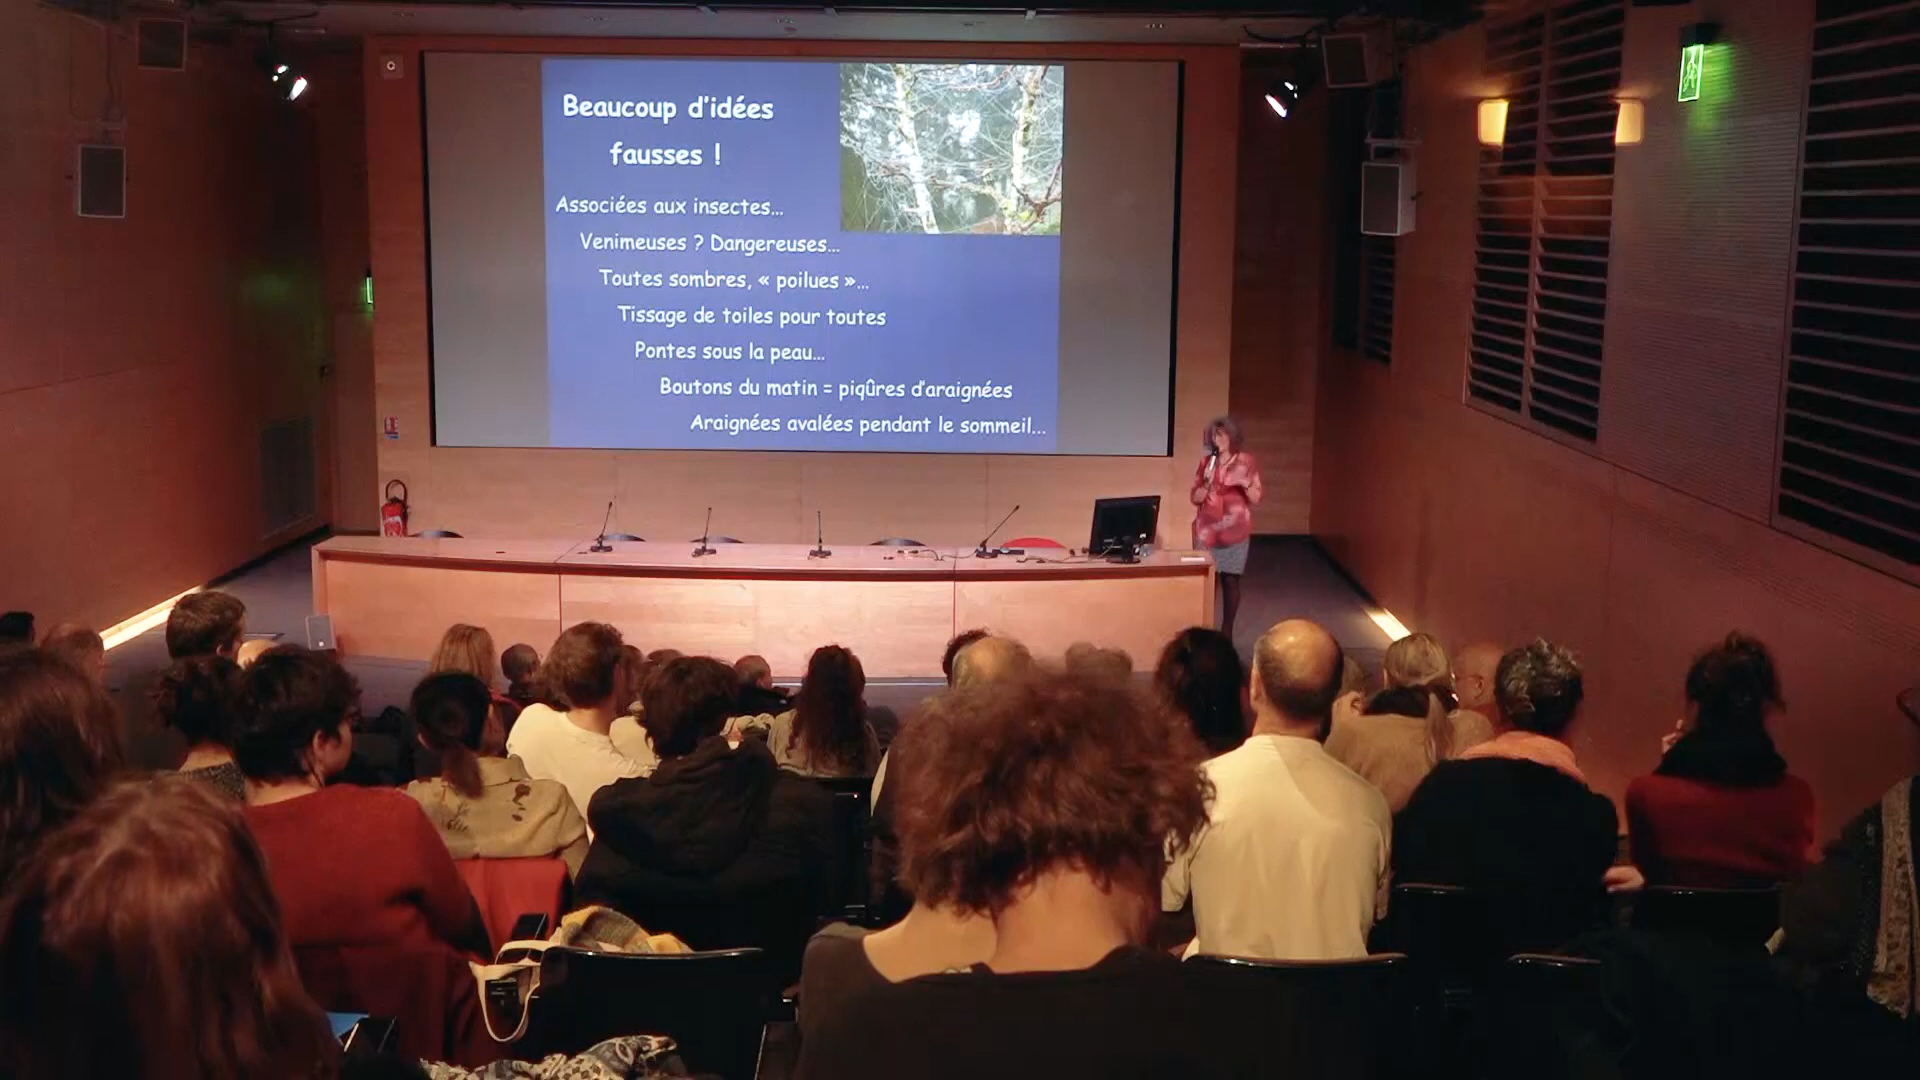 Beaucoup d'idées
fausses !
Associées aux insectes...
Venimeuses ? Dangereuses...
Toutes sombres, « poilues »...
Tissage de toiles pour toutes
Pontes sous la peau...
Boutons du matin = piqûres d'araignées
Araignées avalées pendant le sommeil...